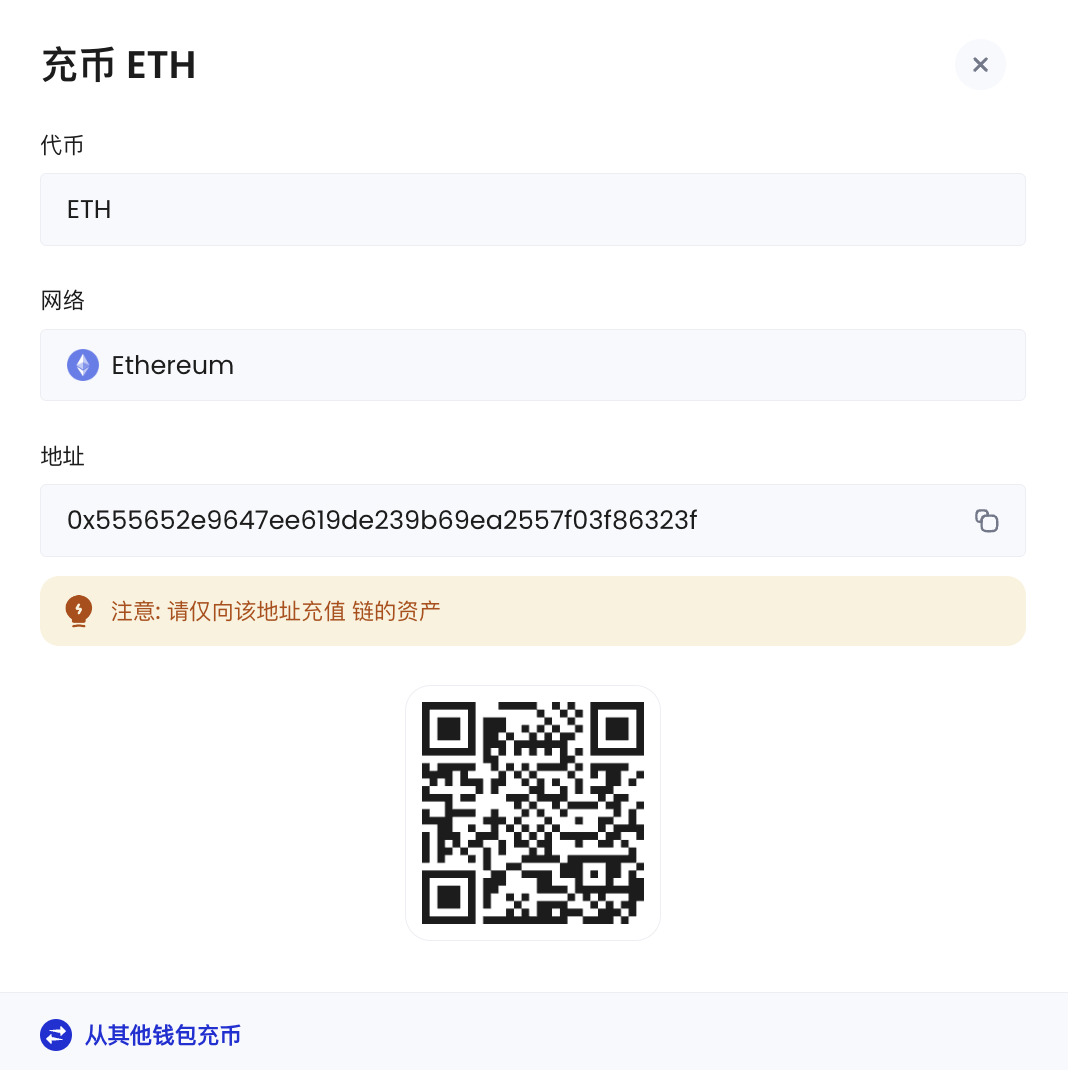 充币 ETH
代币
ETH
网络
Ethereum
地址
0x555652e9647ee619de239b69ea2557f03f86323f
注意: 请仅向该地址充值 链的资产
从其他钱包充币